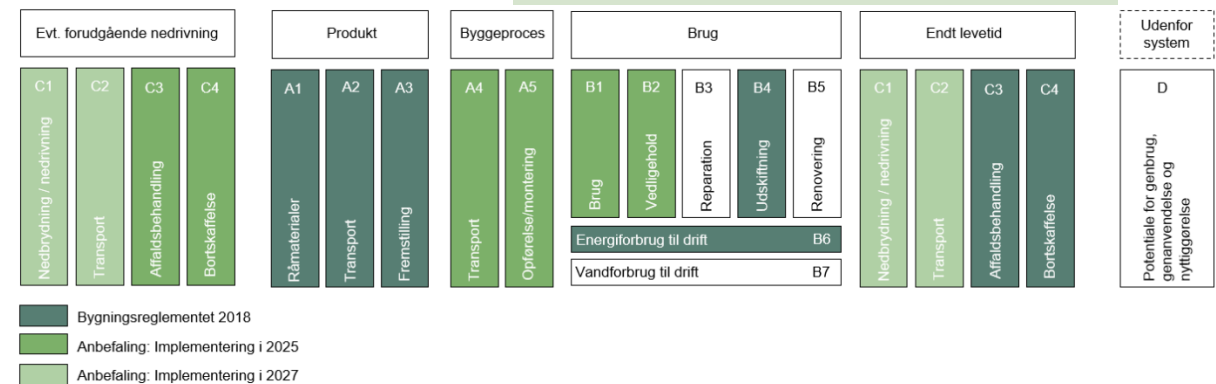 Evt. forudgående nedrivning
Produkt
Byggeproces
Brug
Endt levetid
Udenfor
system
C1
Nedbrydning / nedrivning
C2
Transport
C3
Affaldsbehandling
C4
Bortskaffelse
A1
Råmaterialer
A2
Transport
A3
Fremstilling
A4
Transport
A5
Opførelse/montering
B1
Brug
B2
Vedligehold
B3
Reparation
B4
Udskiftning
B5
Renovering
Energiforbrug til drift B6
Vandforbrug til drift B7
C1
Nedbrydning / nedrivning
C2
Transport
C3
Affaldsbehandling
C4
Bortskaffelse
D
Potentiale for genbrug,
genanvendelse og
nyttiggørelse
Bygningsreglementet 2018
Anbefaling: Implementering i 2025
Anbefaling: Implementering i 2027